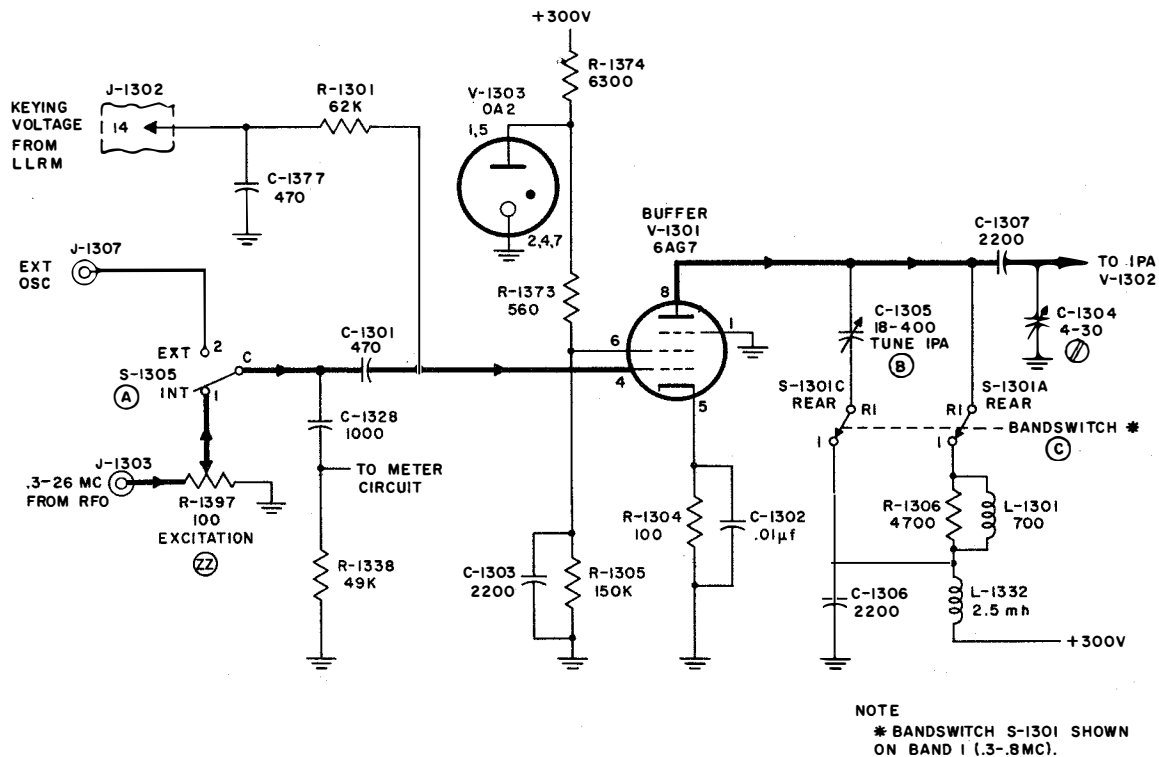 +300V
R-1374
6300
J-1302
KEYING
VOLTAGE
FROM
LLRM
14
R-1301
62K
V-1303
OA2
1,5
C-1377
470
2,4,7
J-1307
EXT
OSC
BUFFER
V-1301
6AG7
C-1307
2200
TO IPA
V-1302
8
1
R-1373
560
C-1305
18-400
TUNE IPA
B
C-1304
4-30
C-1301
470
6
4
5
EXT
2
C
S-1305
INT
1
A
S-1301C
REAR
R1
1
S-1301A
REAR
R1
1
BANDSWITCH *
C
C-1328
1000
TO METER
CIRCUIT
J-1303
.3-26 MC
FROM RFO
R-1397
100
EXCITATION
ZZ
R-1338
49K
R-1304
100
C-1302
.01µf
R-1306
4700
L-1301
700
C-1303
2200
R-1305
150K
C-1306
2200
L-1332
2.5 mh
+300V
NOTE
* BANDSWITCH S-1301 SHOWN
ON BAND 1 (.3-.8MC).